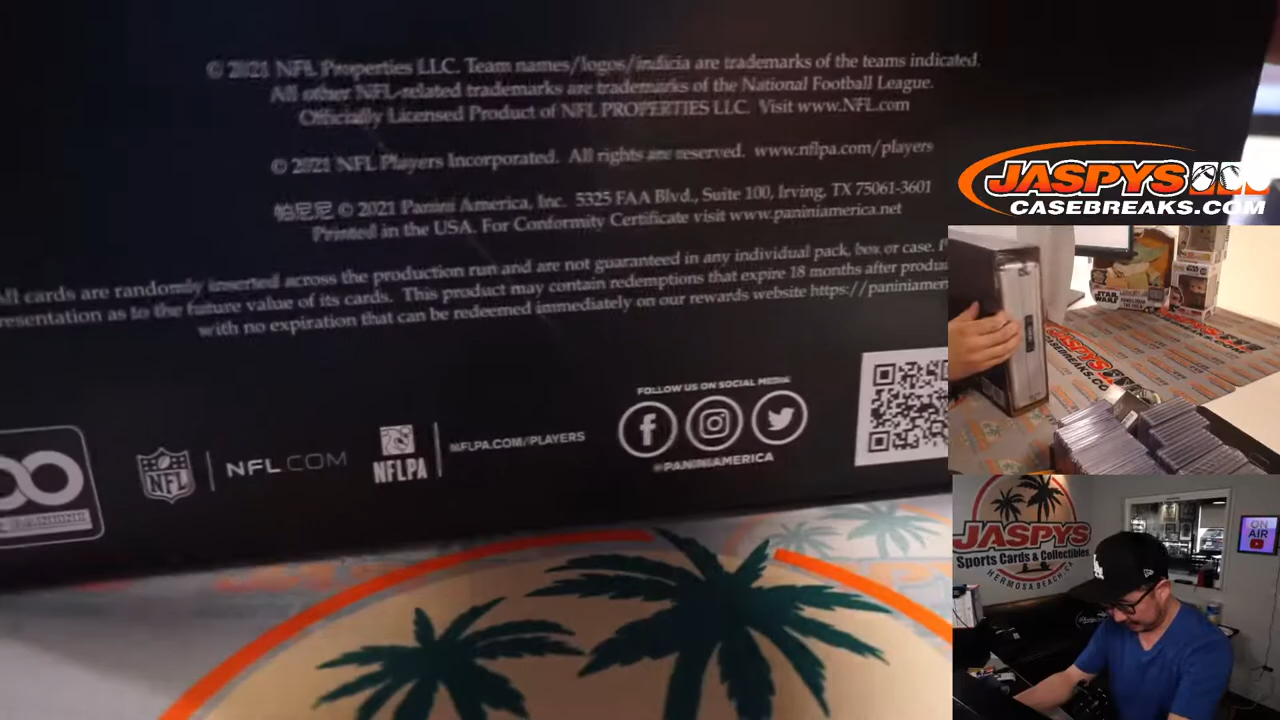 © 2021 NFL Properties LLC. Team names/logos/indicia are trademarks of the teams indicated.
All other NFL-related trademarks are trademarks of the National Football League.
Officially Licensed Product of NFL PROPERTIES LLC. Visit www.NFL.com
© 2021 NFL Players Incorporated. All rights are reserved. www.nflpa.com/players
帕尼尼 © 2021 Panini America, Inc. 5325 FAA Blvd., Suite 100, Irving, TX 75061-3601
Printed in the USA. For Conformity Certificate visit www.paniniamerica.net
All cards are randomly inserted across the production run and are not guaranteed in any individual pack, box or case.
as to the future value of its cards. This product may contain redemptions that expire 18 months after
with no expiration that can be redeemed immediately on our rewards website https://
NFL
NFL.COM
NFLPA
NFLPA.COM/PLAYERS
FOLLOW US ON SOCIAL MEDIA
@PANINIAMERICA
JASPYS
CASEBREAKS.COM
STAR WARS
JASPYS
JASPYS
Sports Cards & Collectibles
HERMOSA BEACH, CA
ON AIR
LA